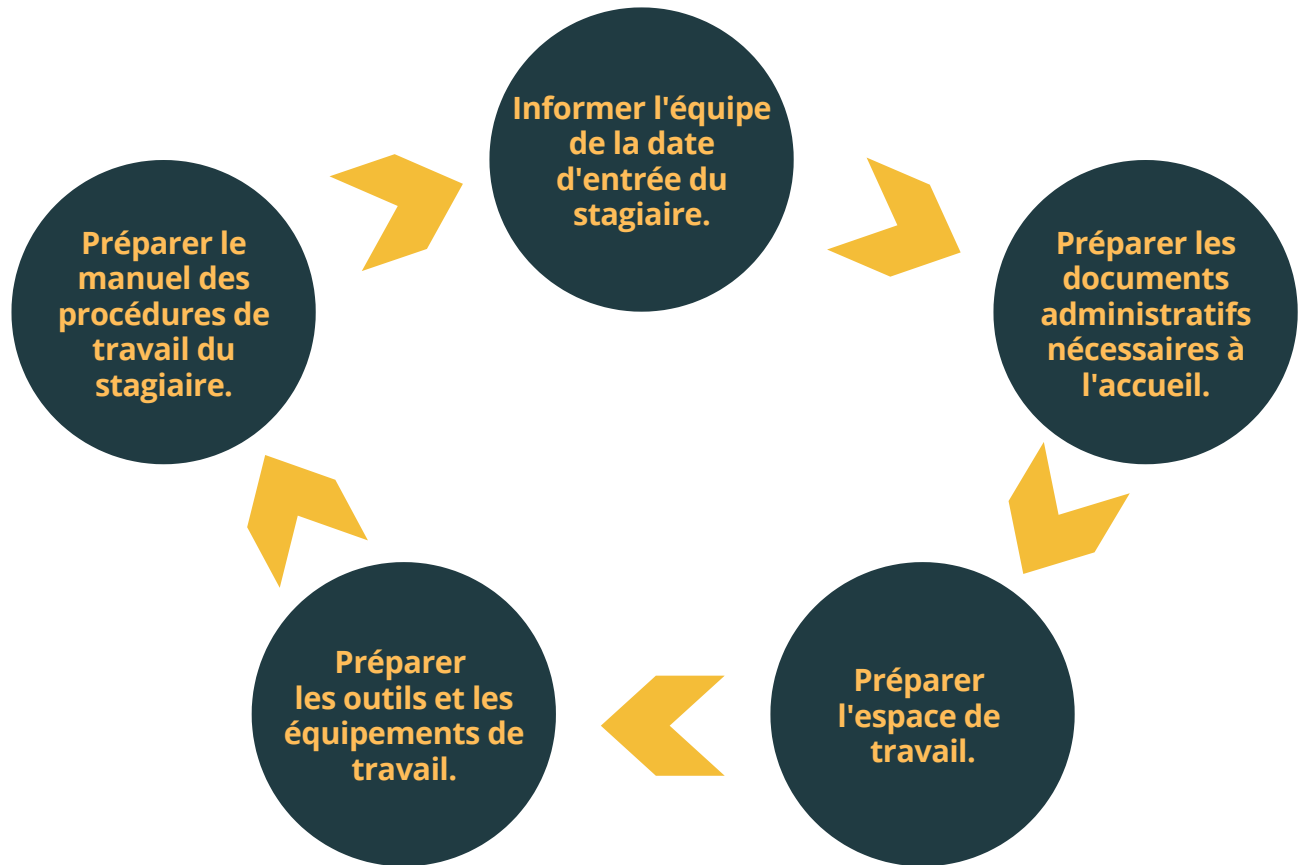 Informer l'équipe
de la date
d'entrée du
stagiaire.
Préparer les
documents
administratifs
nécessaires à
l'accueil.
Préparer
l'espace de
travail.
Préparer
les outils et les
équipements de
travail.
Préparer le
manuel des
procédures de
travail du
stagiaire.